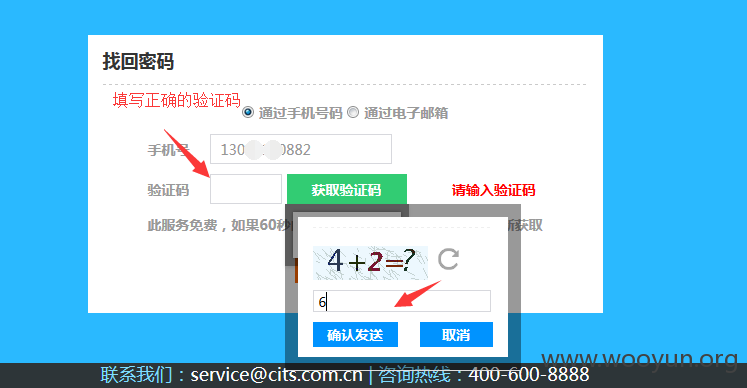 找回密码
填写正确的验证码
通过手机号码 通过电子邮箱
手机号 130 0882
验证码 获取验证码 请输入验证码
此服务免费，如果60秒 新获取
4+2=?
6
确认发送 取消
www.wooyun.org
联系我们：service@cits.com.cn | 咨询热线：400-600-8888